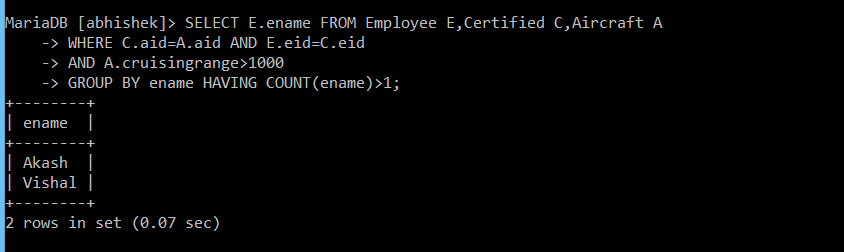 MariaDB [abhishek]> SELECT E.ename FROM Employee E,Certified C,Aircraft A
    -> WHERE C.aid=A.aid AND E.eid=C.eid
    -> AND A.cruisingrange>1000
    -> GROUP BY ename HAVING COUNT(ename)>1;
+--------+
| ename  |
+--------+
| Akash  |
| Vishal |
+--------+
2 rows in set (0.07 sec)